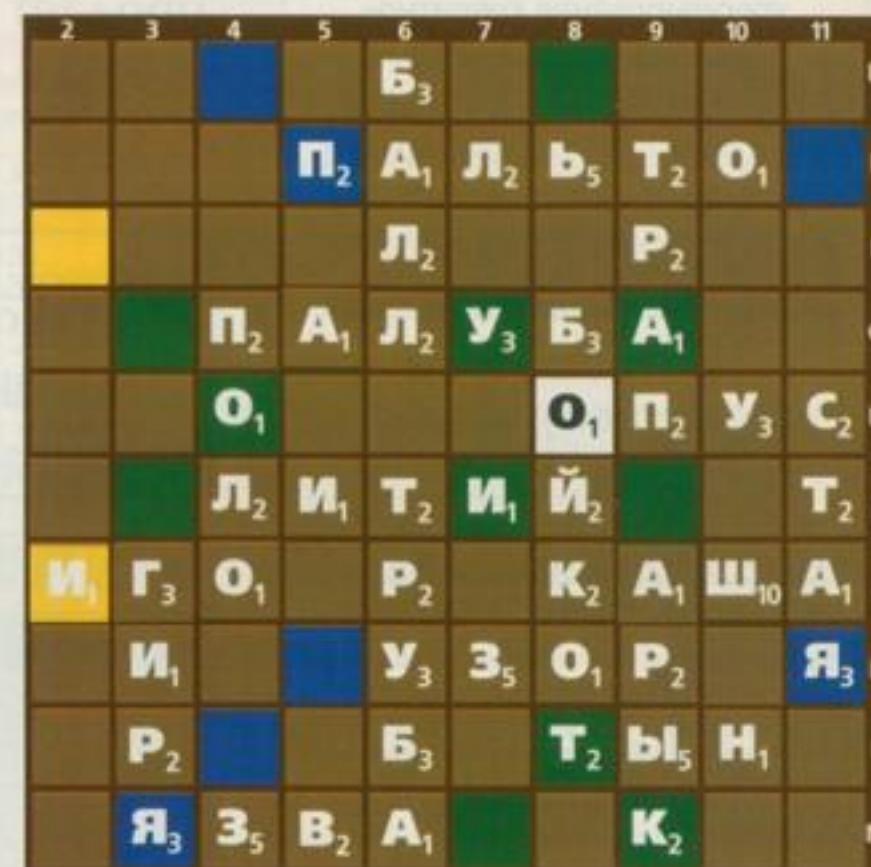 2 3 4 5 6 7 8 9 10 11
Б3
П2 А1 Л2 Ь5 Т2 О1
Л2 Р2
П2 А1 Л2 У3 Б3 А1
О1 О1 П2 У3 С2
Л2 И1 Т2 И1 Й2 Т2
И1 Г3 О1 Р2 К2 А1 Ш10 А1
И1 У3 З5 О1 Р2 Я3
Р2 Б3 Т2 Ы5 Н1
Я3 З5 В2 А1 К2